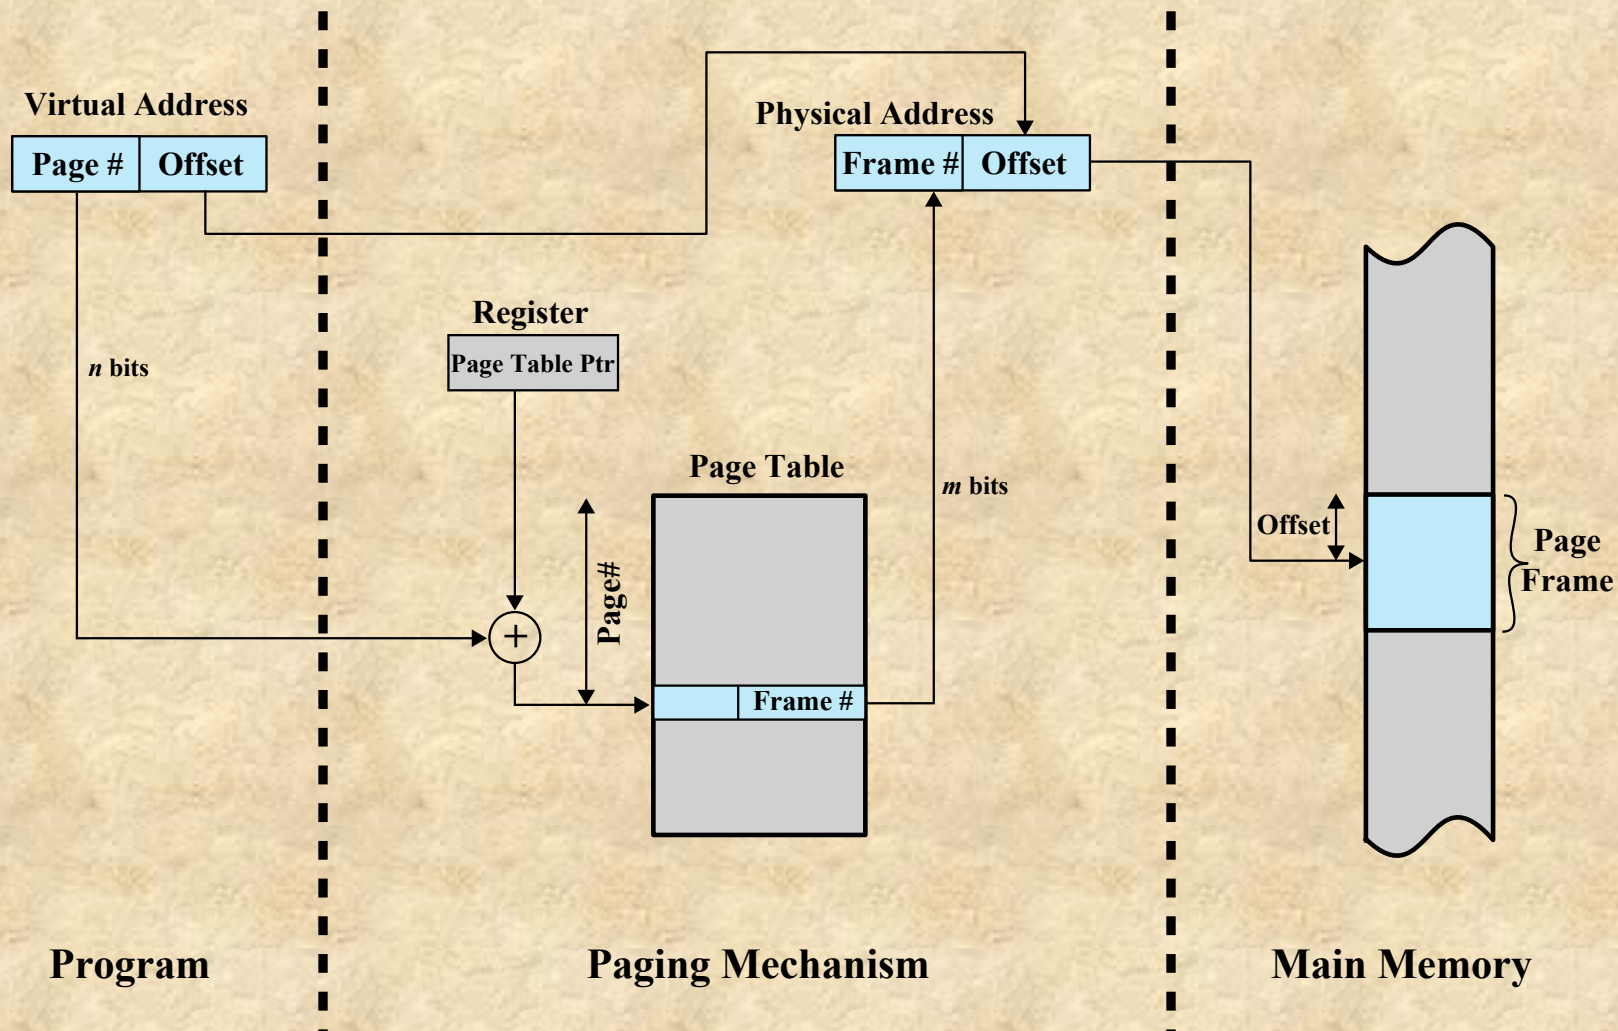 Virtual Address
Page #
Offset
Physical Address
Frame #
Offset
n bits
Register
Page Table Ptr
Page Table
m bits
Page#
+
Frame #
Offset
Page
Frame
Program
Paging Mechanism
Main Memory